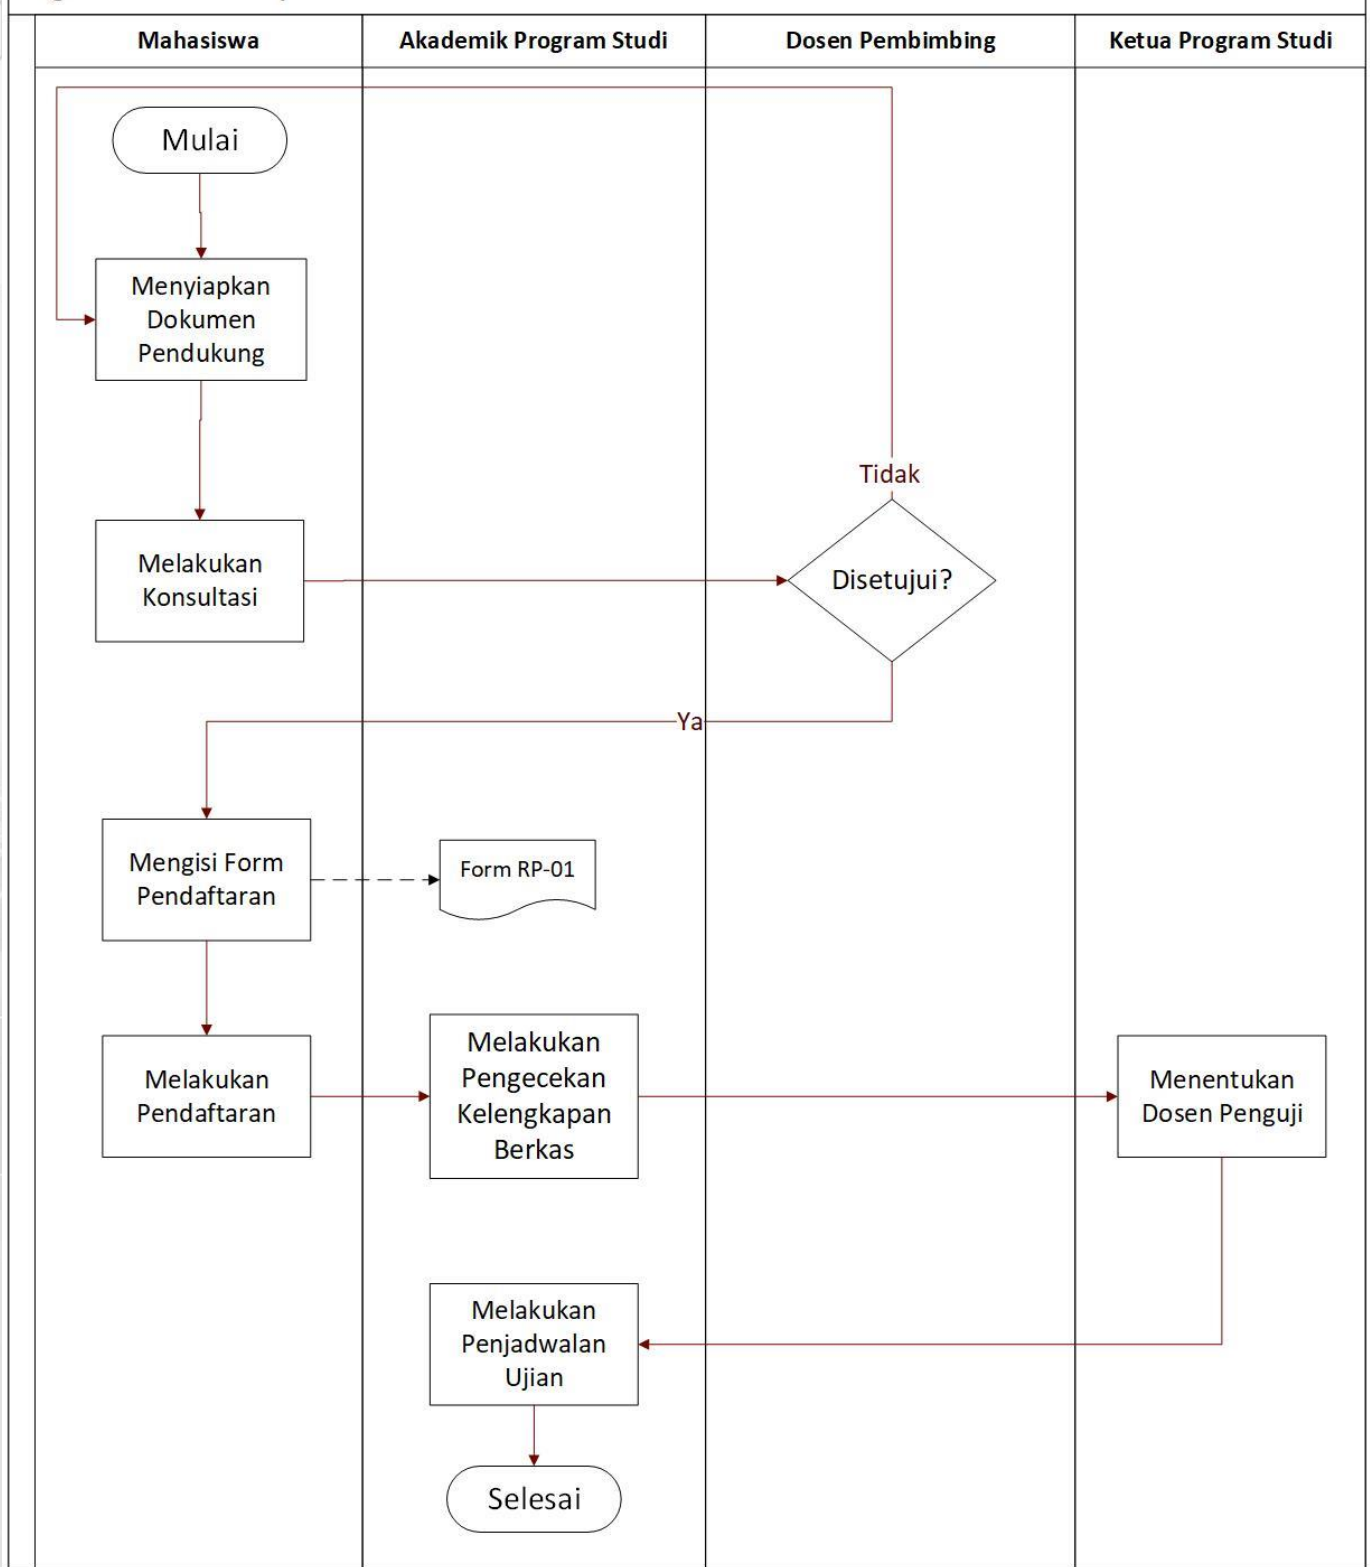 Mahasiswa
Akademik Program Studi
Dosen Pembimbing
Ketua Program Studi
Mulai
Menyiapkan
Dokumen
Pendukung
Tidak
Melakukan
Konsultasi
Disetujui?
Ya
Mengisi Form
Pendaftaran
Form RP-01
Melakukan
Pendaftaran
Melakukan
Pengecekan
Kelengkapan
Berkas
Menentukan
Dosen Penguji
Melakukan
Penjadwalan
Ujian
Selesai